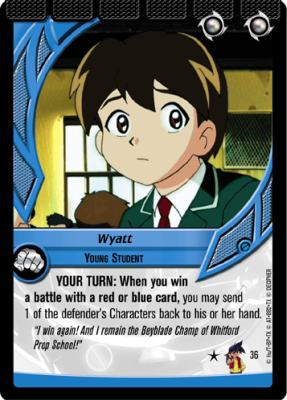 Wyatt
YOUNG STUDENT
YOUR TURN: When you win
a battle with a red or blue card, you may send
1 of the defender's Characters back to his or her hand.
"I win again! And I remain the Beyblade Champ of Whitford
Prep School!"
36